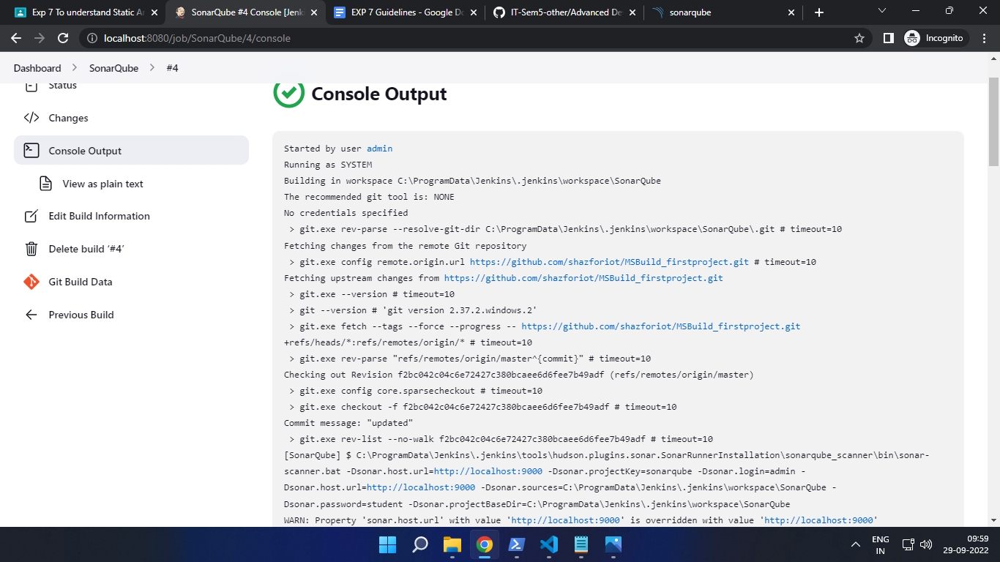 Exp 7 To understand Static A
SonarQube #4 Console [Jenk
EXP 7 Guidelines - Google Do
IT-Sem5-other/Advanced De
sonarqube
localhost:8080/job/SonarQube/4/console
Incognito
Dashboard > SonarQube > #4
Status
Changes
Console Output
View as plain text
Edit Build Information
Delete build ‘#4’
Git Build Data
Previous Build
Console Output
Started by user admin
Running as SYSTEM
Building in workspace C:\ProgramData\Jenkins\.jenkins\workspace\SonarQube
The recommended git tool is: NONE
No credentials specified
> git.exe rev-parse --resolve-git-dir C:\ProgramData\Jenkins\.jenkins\workspace\SonarQube\.git # timeout=10
Fetching changes from the remote Git repository
> git.exe config remote.origin.url https://github.com/shazforiot/MSBuild_firstproject.git # timeout=10
Fetching upstream changes from https://github.com/shazforiot/MSBuild_firstproject.git
> git.exe --version # timeout=10
> git --version # 'git version 2.37.2.windows.2'
> git.exe fetch --tags --force --progress -- https://github.com/shazforiot/MSBuild_firstproject.git
+refs/heads/*:refs/remotes/origin/* # timeout=10
> git.exe rev-parse "refs/remotes/origin/master^{commit}" # timeout=10
Checking out Revision f2bc042c04c6e72427c380bcaee6d6fee7b49adf (refs/remotes/origin/master)
> git.exe config core.sparsecheckout # timeout=10
> git.exe checkout -f f2bc042c04c6e72427c380bcaee6d6fee7b49adf # timeout=10
Commit message: "updated"
> git.exe rev-list --no-walk f2bc042c04c6e72427c380bcaee6d6fee7b49adf # timeout=10
[SonarQube] $ C:\ProgramData\Jenkins\.jenkins\tools\hudson.plugins.sonar.SonarRunnerInstallation\sonarqube_scanner\bin\sonar-
scanner.bat -Dsonar.host.url=http://localhost:9000 -Dsonar.projectKey=sonarqube -Dsonar.login=admin -
Dsonar.host.url=http://localhost:9000 -Dsonar.sources=C:\ProgramData\Jenkins\.jenkins\workspace\SonarQube -
Dsonar.password=student -Dsonar.projectBaseDir=C:\ProgramData\Jenkins\.jenkins\workspace\SonarQube
WARN: Property 'sonar.host.url' with value 'http://localhost:9000' is overridden with value 'http://localhost:9000'
ENG
IN
09:59
29-09-2022